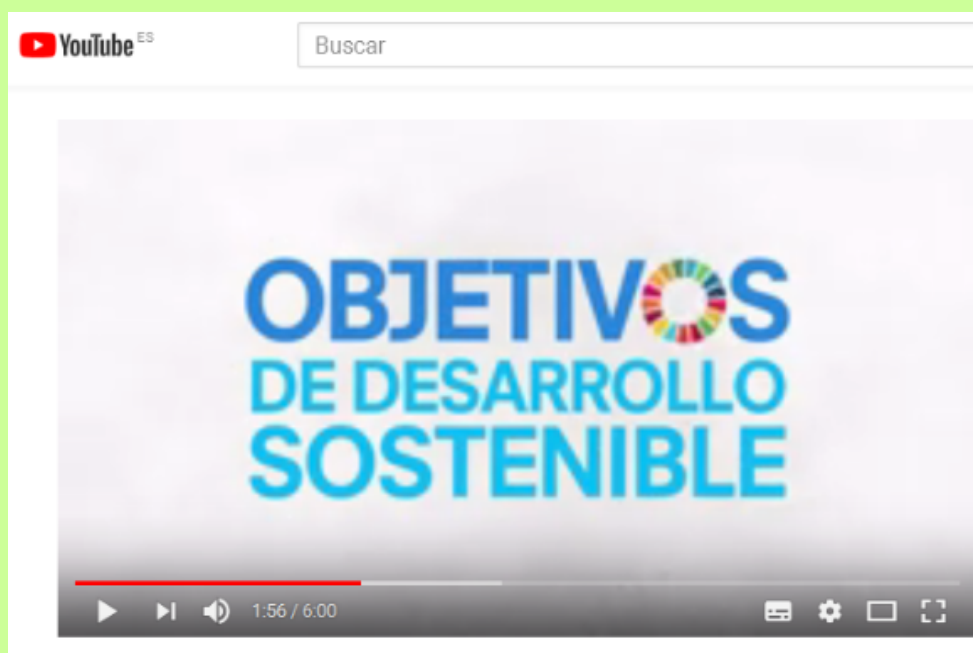 YouTube ES
Buscar
OBJETIVOS
DE DESARROLLO
SOSTENIBLE
1:56 / 6:00